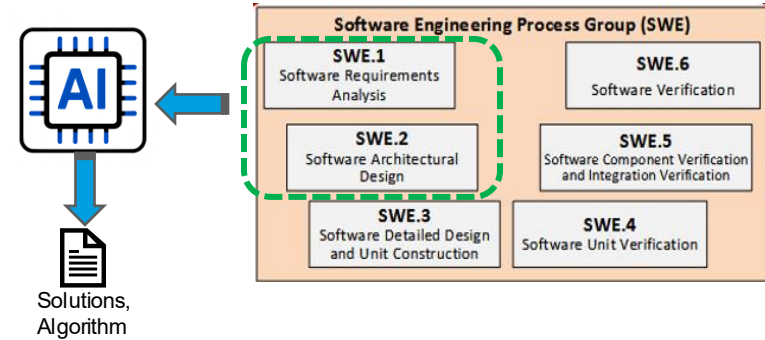 Software Engineering Process Group (SWE)
AI
SWE.1
Software Requirements
Analysis
SWE.6
Software Verification
SWE.2
Software Architectural
Design
SWE.5
Software Component Verification
and Integration Verification
SWE.3
Software Detailed Design
and Unit Construction
SWE.4
Software Unit Verification
Solutions,
Algorithm